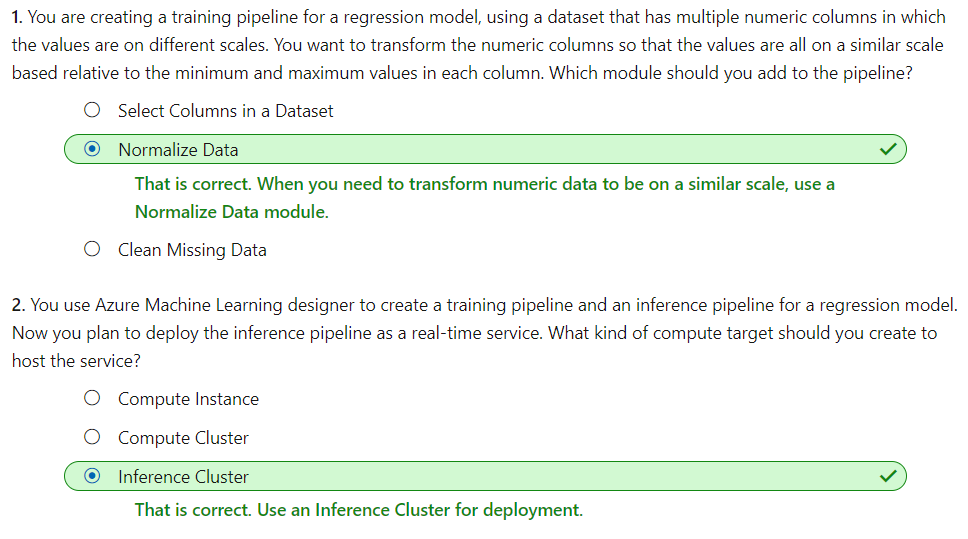 1. You are creating a training pipeline for a regression model, using a dataset that has multiple numeric columns in which
the values are on different scales. You want to transform the numeric columns so that the values are all on a similar scale
based relative to the minimum and maximum values in each column. Which module should you add to the pipeline?
Select Columns in a Dataset
Normalize Data
That is correct. When you need to transform numeric data to be on a similar scale, use a
Normalize Data module.
Clean Missing Data
2. You use Azure Machine Learning designer to create a training pipeline and an inference pipeline for a regression model.
Now you plan to deploy the inference pipeline as a real-time service. What kind of compute target should you create to
host the service?
Compute Instance
Compute Cluster
Inference Cluster
That is correct. Use an Inference Cluster for deployment.